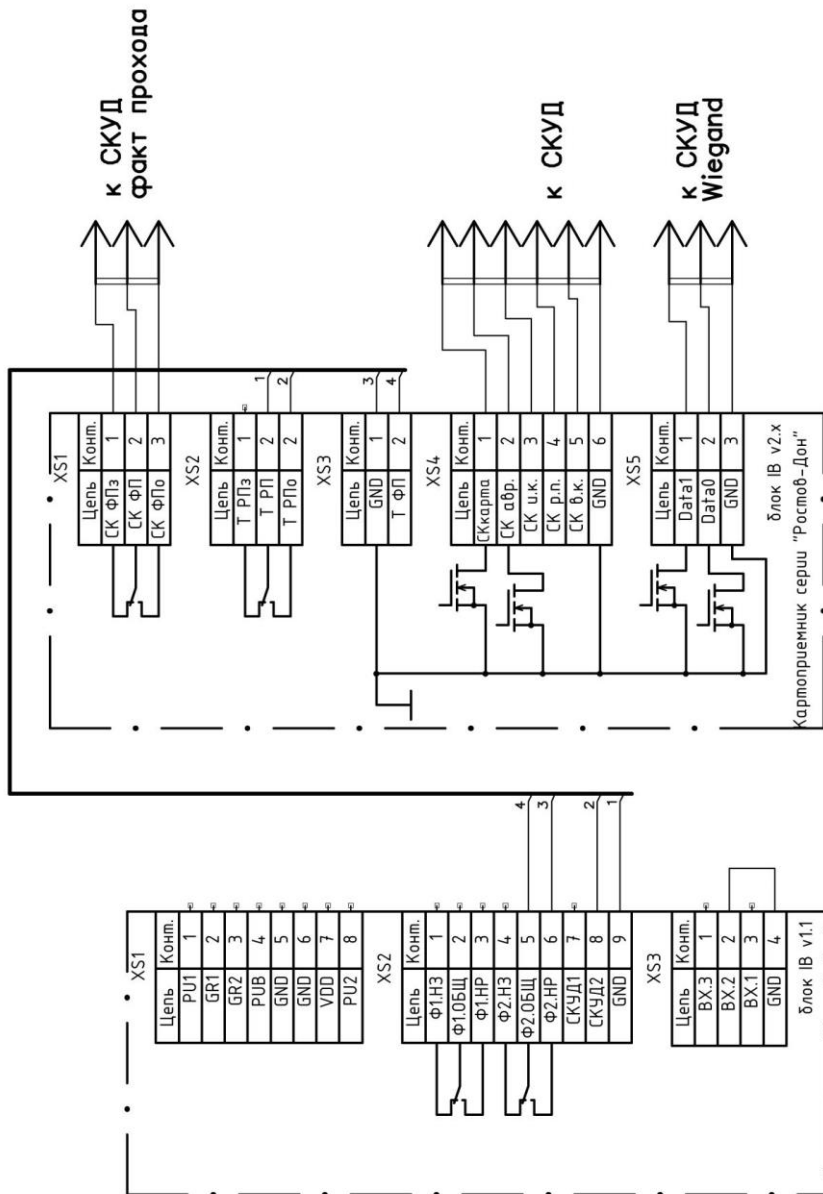 к СКУД
факт прохода
XS1
Цепь Конт.
СК ФПз 1
СК ФП 2
СК ФПо 3
XS2
Цепь Конт.
Т РПз 1
Т РП 2
Т РПо 2
1
2
XS3
Цепь Конт.
GND 1
Т ФП 2
3
4
XS4
Цепь Конт.
СКкарта 1
СК авр. 2
СК и.к. 3
СК р.п. 4
СК в.к. 5
GND 6
к СКУД
XS5
Цепь Конт.
Data1 1
Data0 2
GND 3
к СКУД
Wiegand
блок IB v2.x
Картоприемник серии "Ростов-Дон"
XS1
Цепь Конт.
PU1 1
GR1 2
GR2 3
PUB 4
GND 5
GND 6
VDD 7
PU2 8
XS2
Цепь Конт.
Ф1.НЗ 1
Ф1.ОБЩ 2
Ф1.НР 3
Ф2.НЗ 4
Ф2.ОБЩ 5
Ф2.НР 6
СКУД1 7
СКУД2 8
GND 9
4
3
2
1
XS3
Цепь Конт.
ВХ.3 1
ВХ.2 2
ВХ.1 3
GND 4
блок IB v1.1